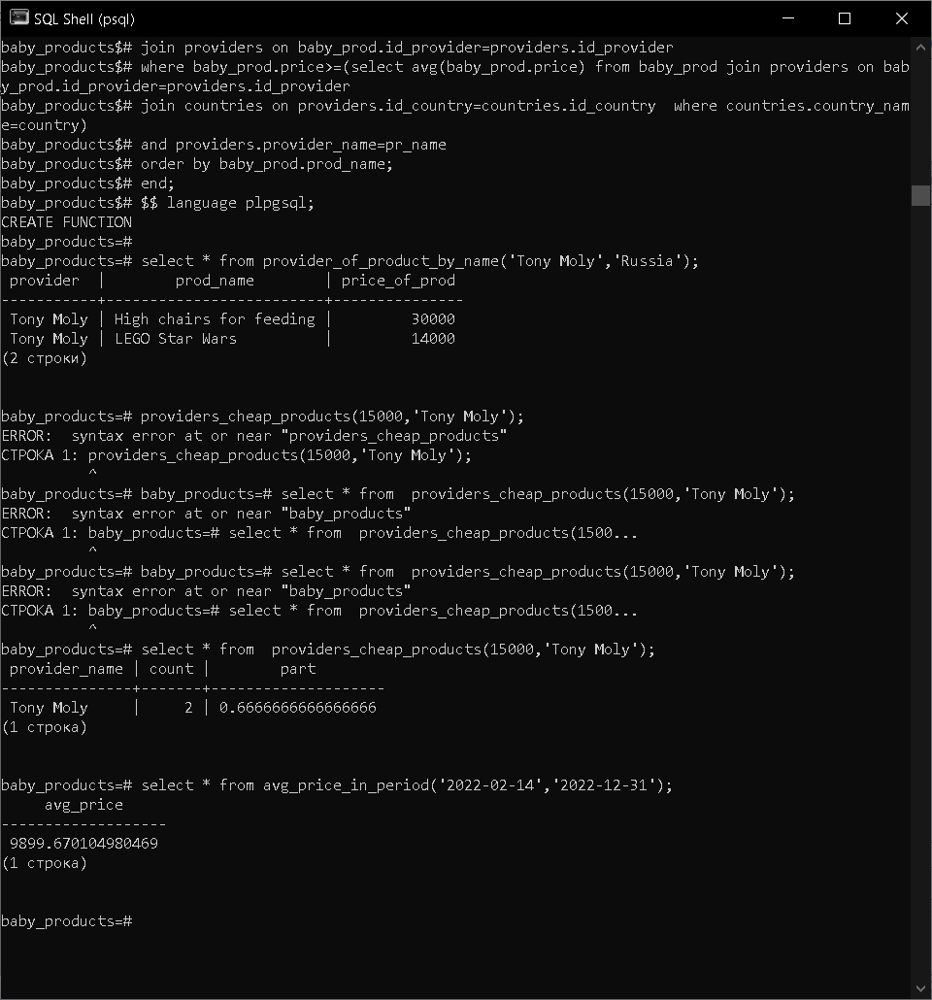 SQL Shell (psql)
baby_products$# join providers on baby_prod.id_provider=providers.id_provider
baby_products$# where baby_prod.price>=(select avg(baby_prod.price) from baby_prod join providers on bab
y_prod.id_provider=providers.id_provider
baby_products$# join countries on providers.id_country=countries.id_country  where countries.country_nam
e=country)
baby_products$# and providers.provider_name=pr_name
baby_products$# order by baby_prod.prod_name;
baby_products$# end;
baby_products$# $$ language plpgsql;
CREATE FUNCTION
baby_products=#
baby_products=# select * from provider_of_product_by_name('Tony Moly','Russia');
 provider  |        prod_name        | price_of_prod
-----------+-------------------------+---------------
 Tony Moly | High chairs for feeding |         30000
 Tony Moly | LEGO Star Wars          |         14000
(2 строки)
baby_products=# providers_cheap_products(15000,'Tony Moly');
ERROR:  syntax error at or near "providers_cheap_products"
СТРОКА 1: providers_cheap_products(15000,'Tony Moly');
          ^
baby_products=# baby_products=# select * from  providers_cheap_products(15000,'Tony Moly');
ERROR:  syntax error at or near "baby_products"
СТРОКА 1: baby_products=# select * from  providers_cheap_products(1500...
          ^
baby_products=# baby_products=# select * from  providers_cheap_products(15000,'Tony Moly');
ERROR:  syntax error at or near "baby_products"
СТРОКА 1: baby_products=# select * from  providers_cheap_products(1500...
          ^
baby_products=# select * from  providers_cheap_products(15000,'Tony Moly');
 provider_name | count |        part
---------------+-------+--------------------
 Tony Moly     |     2 | 0.6666666666666666
(1 строка)
baby_products=# select * from avg_price_in_period('2022-02-14','2022-12-31');
     avg_price
-------------------
 9899.670104980469
(1 строка)
baby_products=#